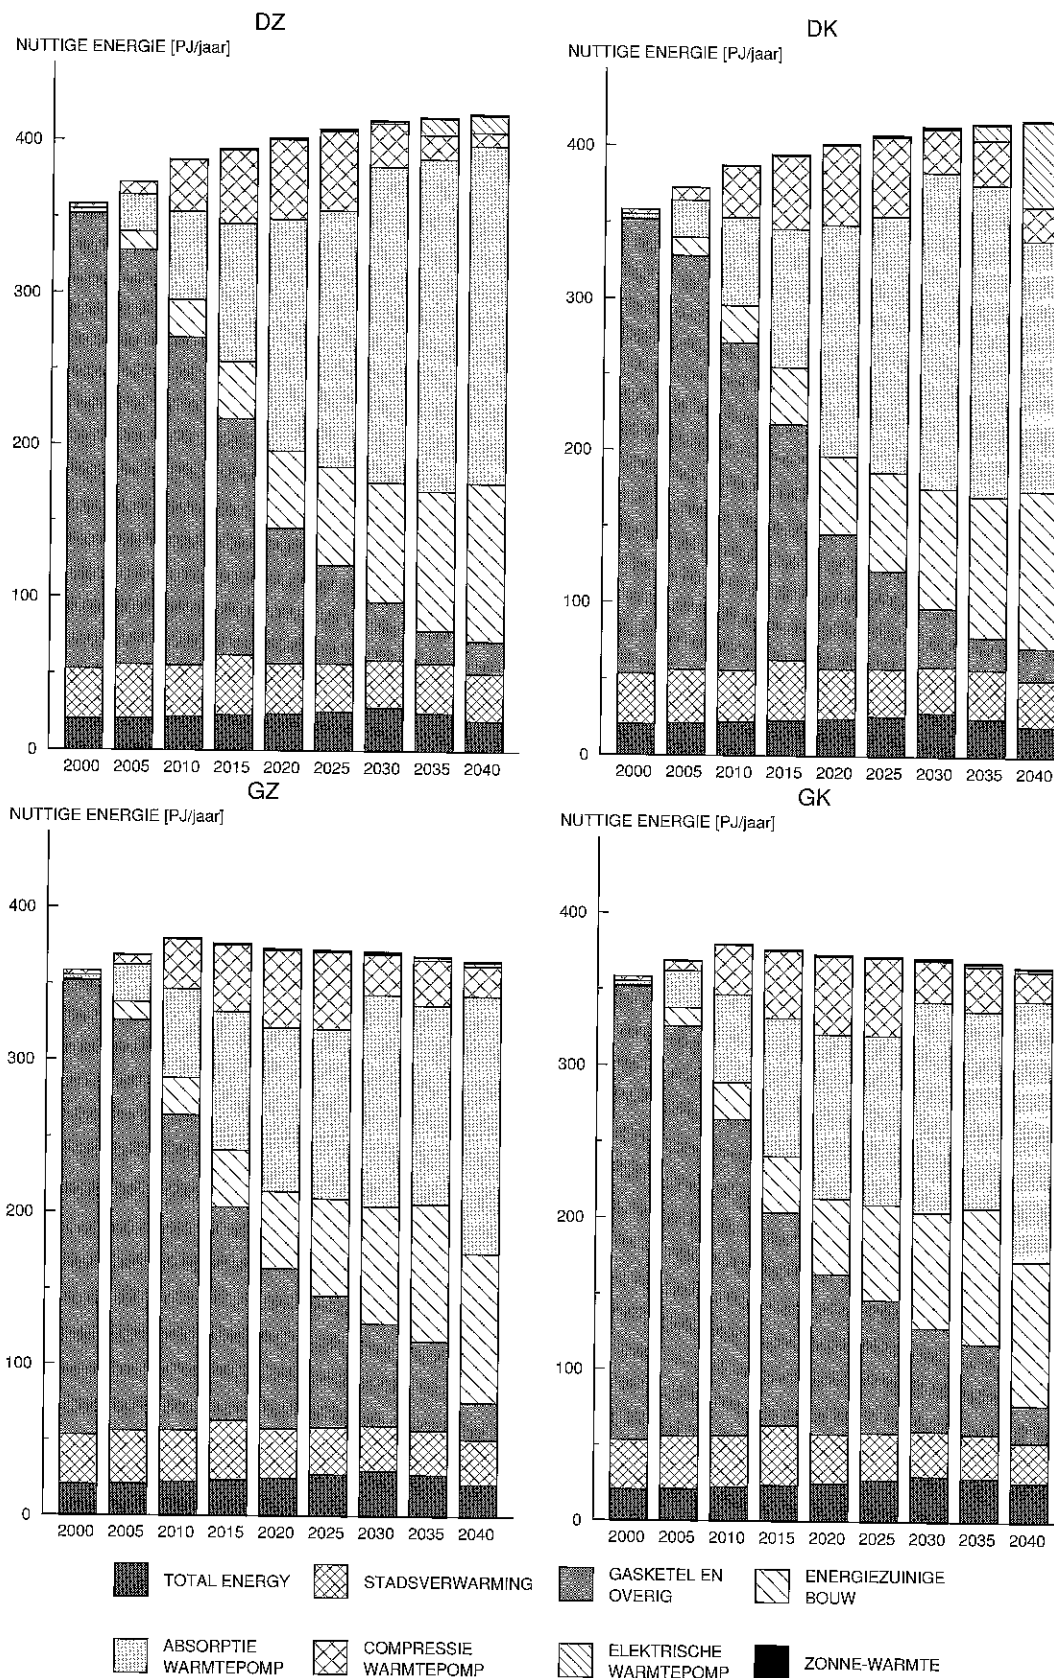 DZ
NUTTIGE ENERGIE [PJ/jaar]
400
300
200
100
0
2000 2005 2010 2015 2020 2025 2030 2035 2040
DK
NUTTIGE ENERGIE [PJ/jaar]
400
300
200
100
0
2000 2005 2010 2015 2020 2025 2030 2035 2040
GZ
NUTTIGE ENERGIE [PJ/jaar]
400
300
200
100
0
2000 2005 2010 2015 2020 2025 2030 2035 2040
GK
NUTTIGE ENERGIE [PJ/jaar]
400
300
200
100
0
2000 2005 2010 2015 2020 2025 2030 2035 2040
TOTAL ENERGY
STADSVERWARMING
GASKETEL EN
OVERIG
ENERGIEZUINIGE
BOUW
ABSORPTIE
WARMTEPOMP
COMPRESSIE
WARMTEPOMP
ELEKTRISCHE
WARMTEPOMP
ZONNE-WARMTE